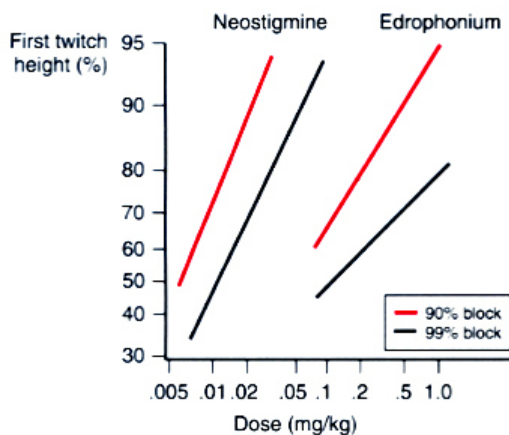 Neostigmine Edrophonium
First twitch
height (%)
95
90
80
70
60
50
40
30
90% block
99% block
.005 .01 .02 .05 .1 .2 .5 1.0
Dose (mg/kg)